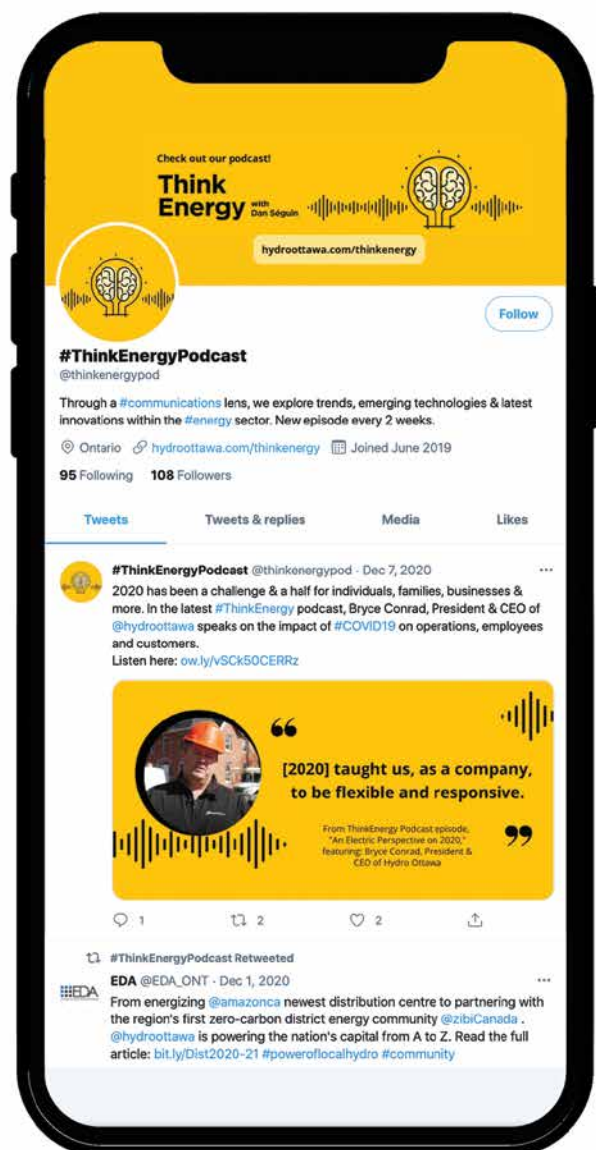 Check out our podcast!
Think
Energy with
Dan Séguin
hydroottawa.com/thinkenergy
Follow
#ThinkEnergyPodcast
@thinkenergypod
Through a #communications lens, we explore trends, emerging technologies & latest
innovations within the #energy sector. New episode every 2 weeks.
Ontario hydroottawa.com/thinkenergy Joined June 2019
95 Following 108 Followers
Tweets Tweets & replies Media Likes
#ThinkEnergyPodcast @thinkenergypod · Dec 7, 2020 ...
2020 has been a challenge & a half for individuals, families, businesses &
more. In the latest #ThinkEnergy podcast, Bryce Conrad, President & CEO of
@hydroottawa speaks on the impact of #COVID19 on operations, employees
and customers.
Listen here: ow.ly/vSCk50CERRz
“
[2020] taught us, as a company,
to be flexible and responsive.
From ThinkEnergy Podcast episode,
"An Electric Perspective on 2020,"
featuring: Bryce Conrad, President &
CEO of Hydro Ottawa
”
1 2 2
#ThinkEnergyPodcast Retweeted
EDA
EDA @EDA_ONT · Dec 1, 2020 ...
From energizing @amazonca newest distribution centre to partnering with
the region's first zero-carbon district energy community @zibiCanada .
@hydroottawa is powering the nation's capital from A to Z. Read the full
article: bit.ly/Dist2020-21 #poweroflocalhydro #community